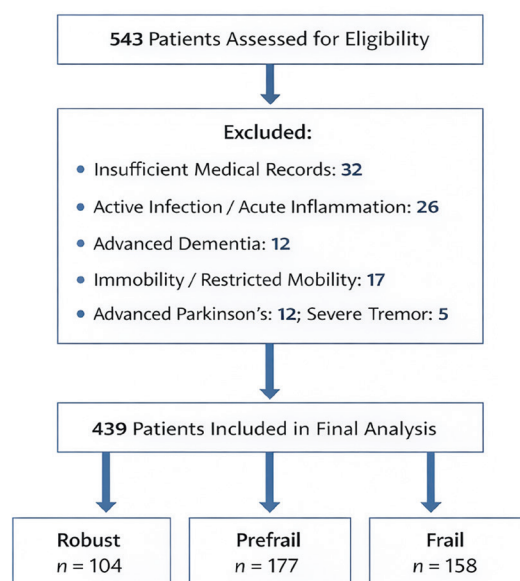 543 Patients Assessed for Eligibility
Excluded:
• Insufficient Medical Records: 32
• Active Infection / Acute Inflammation: 26
• Advanced Dementia: 12
• Immobility / Restricted Mobility: 17
• Advanced Parkinson's: 12; Severe Tremor: 5
439 Patients Included in Final Analysis
Robust
n = 104
Prefrail
n = 177
Frail
n = 158